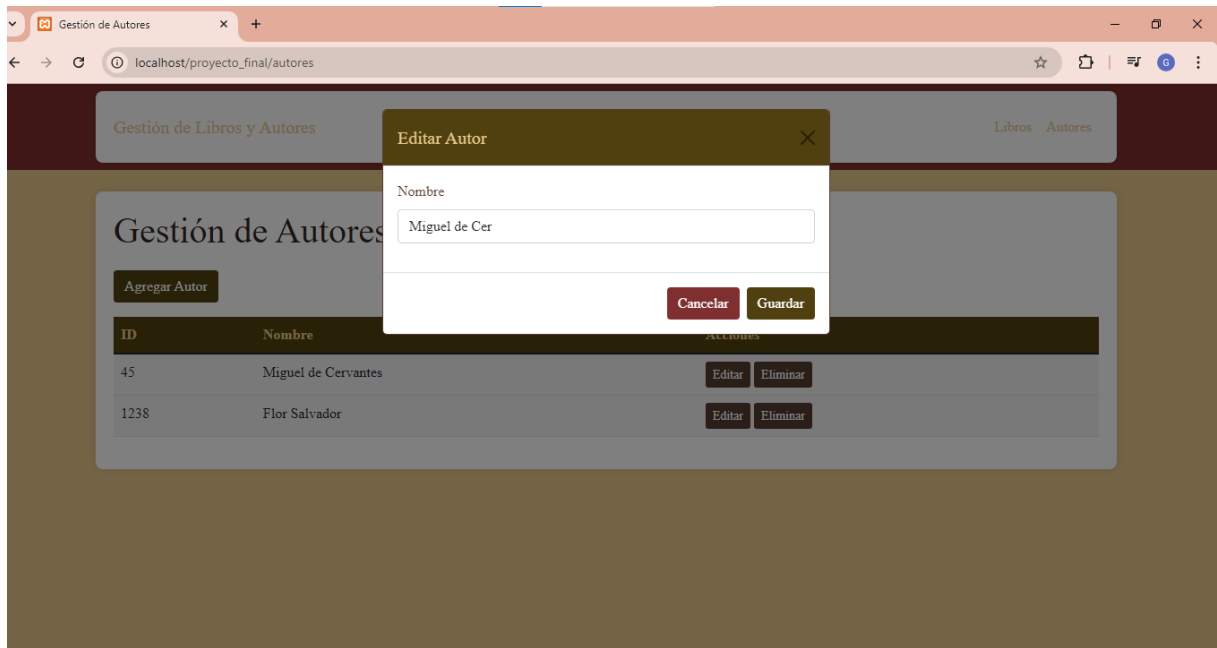 Gestión de Autores
localhost/proyecto_final/autores
G
Gestión de Libros y Autores
Libros Autores
Editar Autor
Nombre
Miguel de Cer
Cancelar Guardar
Gestión de Autores
Agregar Autor
ID Nombre Acciones
45 Miguel de Cervantes Editar Eliminar
1238 Flor Salvador Editar Eliminar